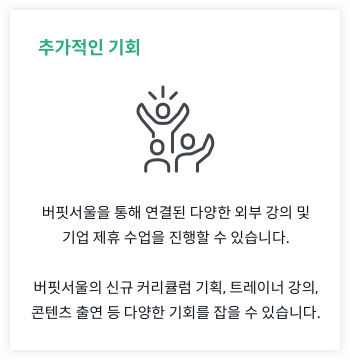 추가적인 기회
버핏서울을 통해 연결된 다양한 외부 강의 및
기업 제휴 수업을 진행할 수 있습니다.
버핏서울의 신규 커리큘럼 기획, 트레이너 강의,
콘텐츠 출연 등 다양한 기회를 잡을 수 있습니다.